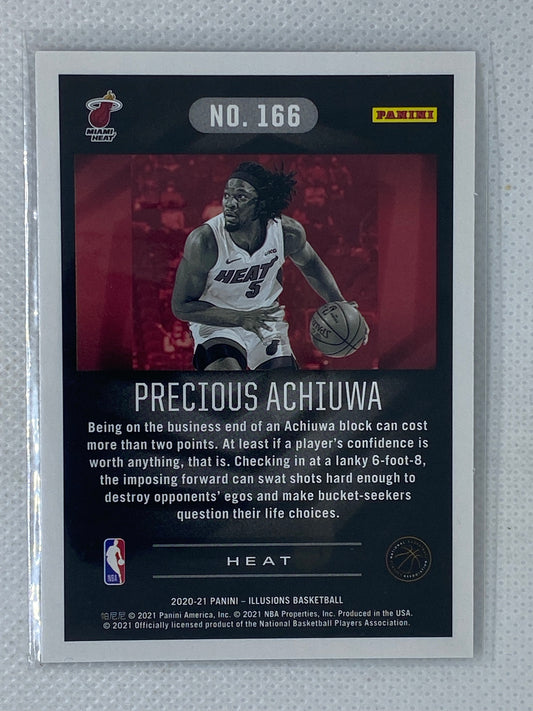 MIAMI
HEAT
NO. 166
PANINI
HEAT
5
PRECIOUS ACHIUWA
Being on the business end of an Achiuwa block can cost
more than two points. At least if a player's confidence is
worth anything, that is. Checking in at a lanky 6-foot-8,
the imposing forward can swat shots hard enough to
destroy opponents' egos and make bucket-seekers
question their life choices.
NBA
HEAT
2020-21 PANINI – ILLUSIONS BASKETBALL
帕尼尼 © 2021 Panini America, Inc. © 2021 NBA Properties, Inc. Produced in the USA.
© 2021 Officially licensed product of the National Basketball Players Association.